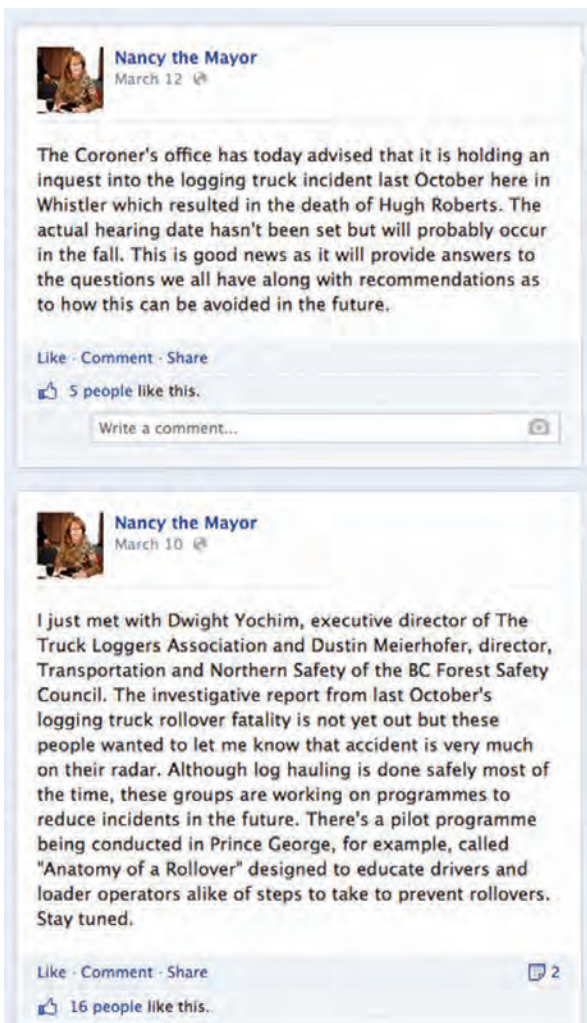 Nancy the Mayor
March 12
The Coroner's office has today advised that it is holding an
inquest into the logging truck incident last October here in
Whistler which resulted in the death of Hugh Roberts. The
actual hearing date hasn't been set but will probably occur
in the fall. This is good news as it will provide answers to
the questions we all have along with recommendations as
to how this can be avoided in the future.
Like · Comment · Share
5 people like this.
Write a comment...
Nancy the Mayor
March 10
I just met with Dwight Yochim, executive director of The
Truck Loggers Association and Dustin Meierhofer, director,
Transportation and Northern Safety of the BC Forest Safety
Council. The investigative report from last October's
logging truck rollover fatality is not yet out but these
people wanted to let me know that accident is very much
on their radar. Although log hauling is done safely most of
the time, these groups are working on programmes to
reduce incidents in the future. There's a pilot programme
being conducted in Prince George, for example, called
"Anatomy of a Rollover" designed to educate drivers and
loader operators alike of steps to take to prevent rollovers.
Stay tuned.
Like · Comment · Share 2
16 people like this.